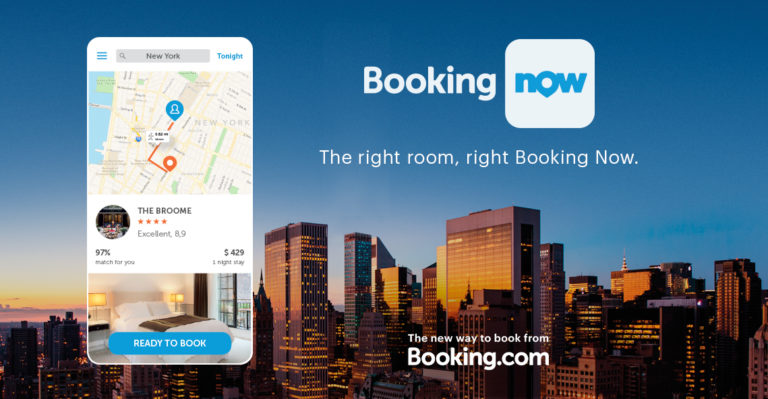 New York
Tonight
NEW YORK
THE BROOME
Excellent, 8,9
97%
match for you
$ 429
1 night stay
READY TO BOOK
Booking now
The right room, right Booking Now.
The new way to book from
Booking.com